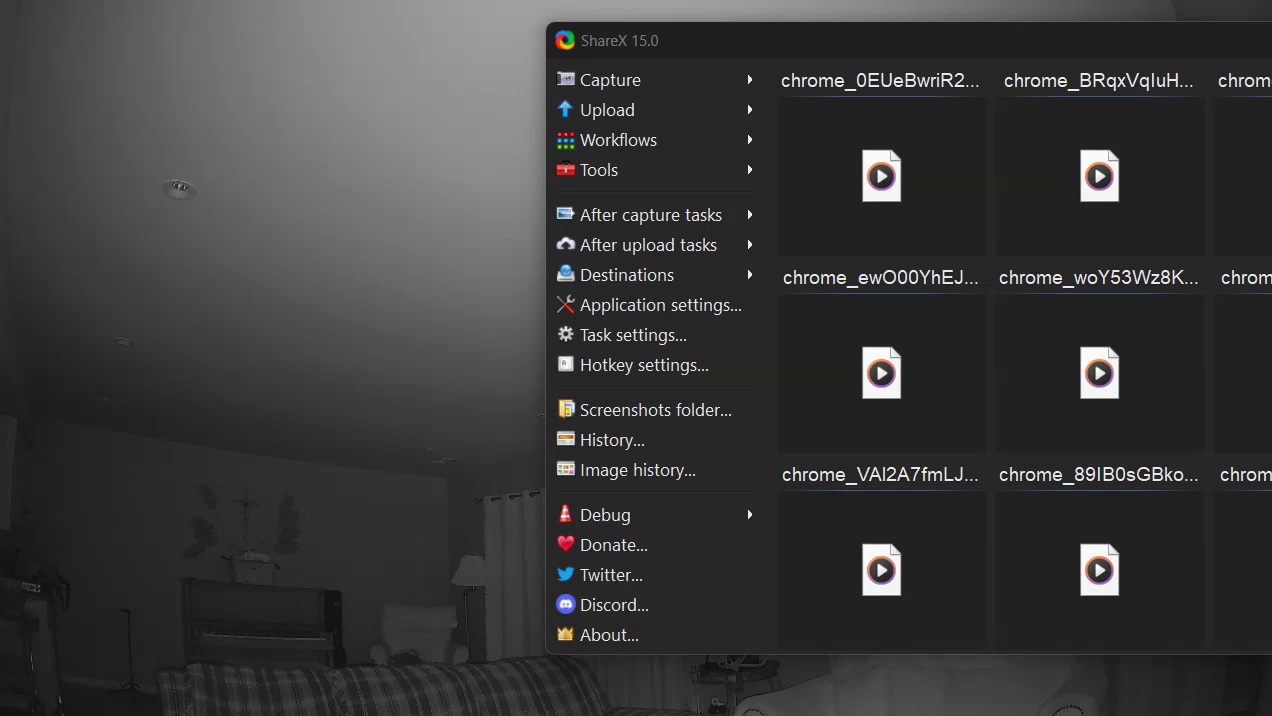 ShareX 15.0
Capture
Upload
Workflows
Tools
After capture tasks
After upload tasks
Destinations
Application settings...
Task settings...
Hotkey settings...
Screenshots folder...
History...
Image history...
Debug
Donate...
Twitter...
Discord...
About...
chrome_0EUeBwriR2... chrome_BRqxVqIuH... chrom
chrome_ewO00YhEJ... chrome_woY53Wz8K... chrom
chrome_VAl2A7fmLJ... chrome_89IB0sGBko... chrom